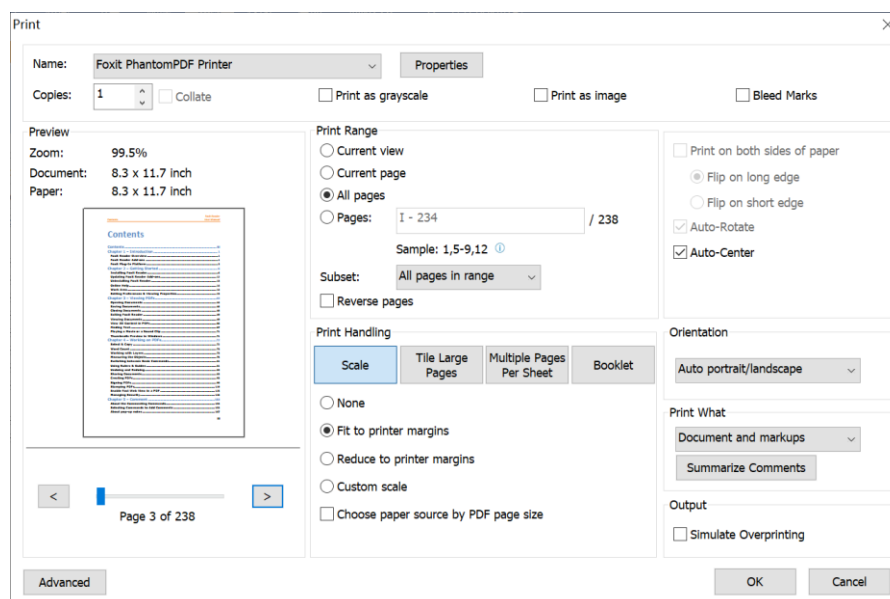 Print
Name: Foxit PhantomPDF Printer Properties
Copies: 1 Collate Print as grayscale Print as image Bleed Marks
Preview
Zoom: 99.5%
Document: 8.3 x 11.7 inch
Paper: 8.3 x 11.7 inch
Contents
< >
Page 3 of 238
Print Range
Current view
Current page
All pages
Pages: I - 234 / 238
Sample: 1,5-9,12
Subset: All pages in range
Reverse pages
Print Handling
Scale
Tile Large
Pages
Multiple Pages
Per Sheet
Booklet
None
Fit to printer margins
Reduce to printer margins
Custom scale
Choose paper source by PDF page size
Print on both sides of paper
Flip on long edge
Flip on short edge
Auto-Rotate
Auto-Center
Orientation
Auto portrait/landscape
Print What
Document and markups
Summarize Comments
Output
Simulate Overprinting
Advanced OK Cancel